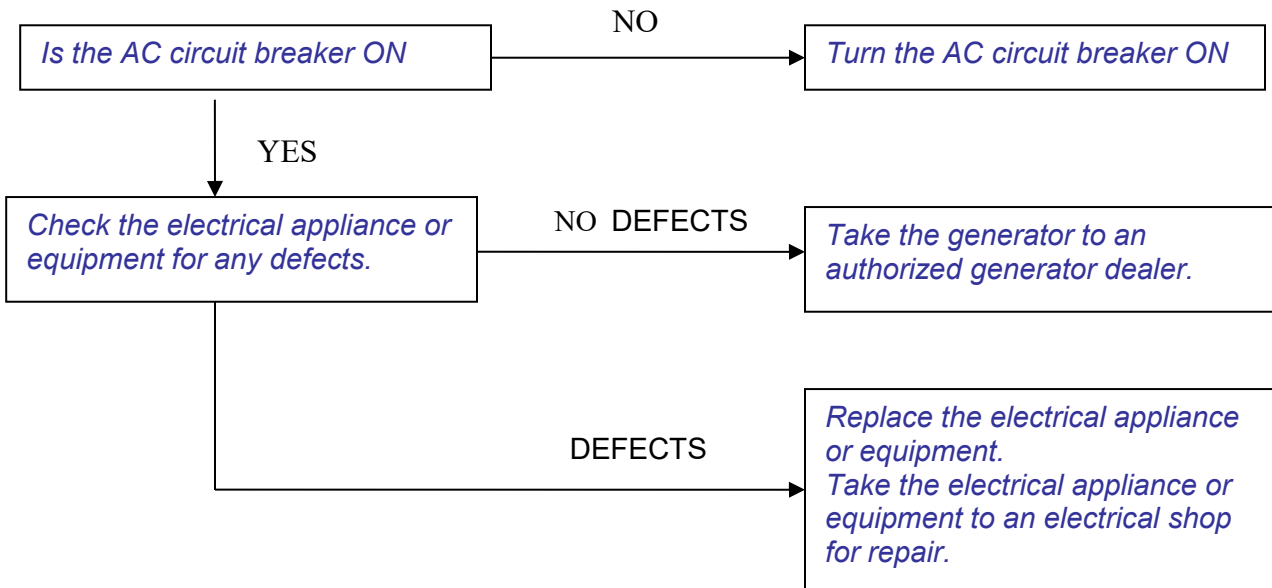 NO
Is the AC circuit breaker ON
Turn the AC circuit breaker ON
YES
Check the electrical appliance or
equipment for any defects.
NO DEFECTS
Take the generator to an
authorized generator dealer.
DEFECTS
Replace the electrical appliance
or equipment.
Take the electrical appliance or
equipment to an electrical shop
for repair.